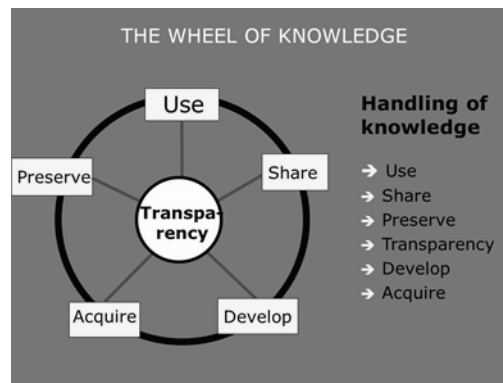 THE WHEEL OF KNOWLEDGE
Use
Share
Preserve
Transpa-
rency
Acquire
Develop
Handling of
knowledge
→ Use
→ Share
→ Preserve
→ Transparency
→ Develop
→ Acquire